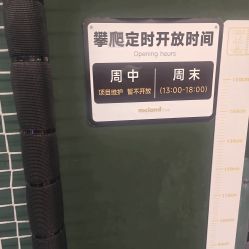 攀爬定时开放时间
Opening hours
周中
项目维护 暂不开放
周末
(13:00-18:00)
meland